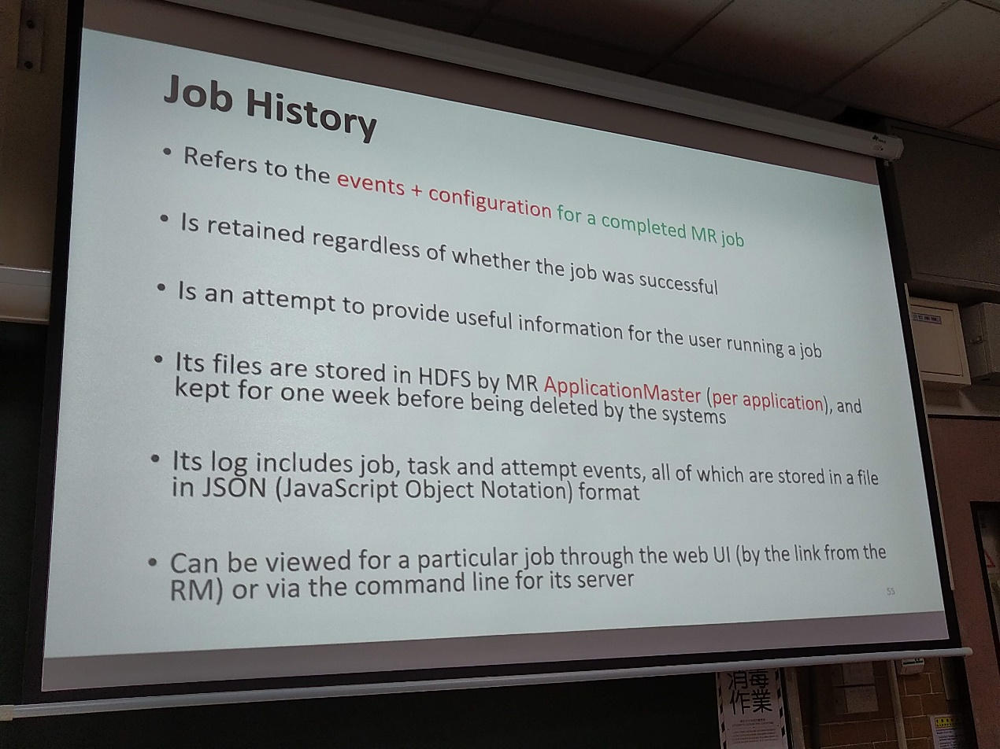 Job History
• Refers to the events + configuration for a completed MR job
• Is retained regardless of whether the job was successful
• Is an attempt to provide useful information for the user running a job
• Its files are stored in HDFS by MR ApplicationMaster (per application), and
kept for one week before being deleted by the systems
• Its log includes job, task and attempt events, all of which are stored in a file
in JSON (JavaScript Object Notation) format
• Can be viewed for a particular job through the web UI (by the link from the
RM) or via the command line for its server
55
消毒
作業